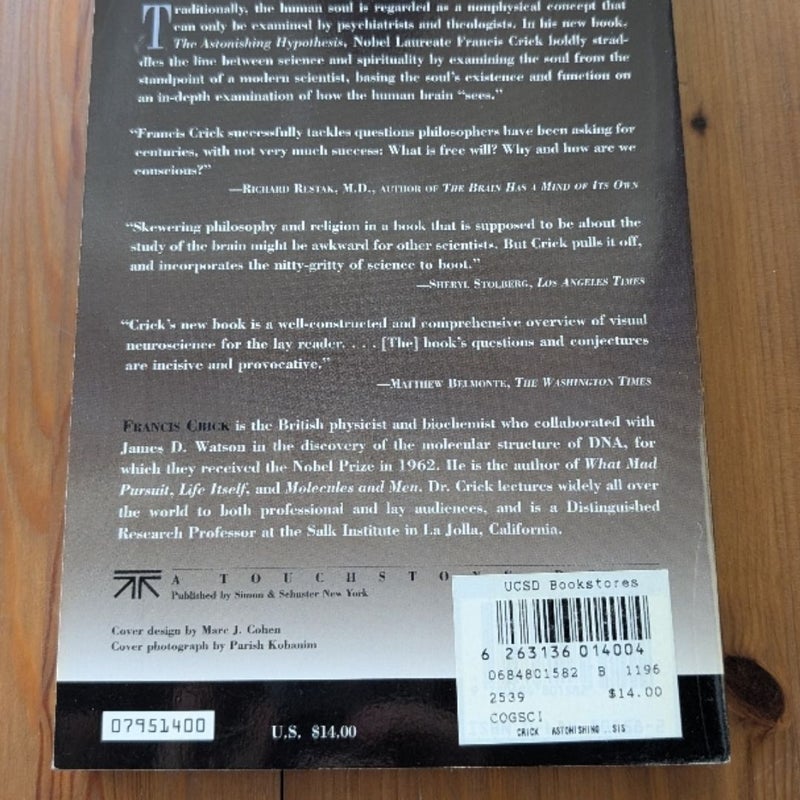 Traditionally, the human soul is regarded as a nonphysical concept that
can only be examined by psychiatrists and theologists. In his new book,
The Astonishing Hypothesis, Nobel Laureate Francis Crick boldly strad-
dles the line between science and spirituality by examining the soul from the
standpoint of a modern scientist, basing the soul's existence and function on
an in-depth examination of how the human brain “sees.”
“Francis Crick successfully tackles questions philosophers have been asking for
centuries, with not very much success: What is free will? Why and how are we
conscious?”
—RICHARD RESTAK, M.D., AUTHOR OF THE BRAIN HAS A MIND OF ITS OWN
“Skewering philosophy and religion in a book that is supposed to be about the
study of the brain might be awkward for other scientists. But Crick pulls it off,
and incorporates the nitty-gritty of science to boot.”
—SHERYL STOLBERG, LOS ANGELES TIMES
“Crick's new book is a well-constructed and comprehensive overview of visual
neuroscience for the lay reader. . . . [The] book's questions and conjectures
are incisive and provocative.”
—MATTHEW BELMONTE, THE WASHINGTON TIMES
FRANCIS CRICK is the British physicist and biochemist who collaborated with
James D. Watson in the discovery of the molecular structure of DNA, for
which they received the Nobel Prize in 1962. He is the author of What Mad
Pursuit, Life Itself, and Molecules and Men. Dr. Crick lectures widely all over
the world to both professional and lay audiences, and is a Distinguished
Research Professor at the Salk Institute in La Jolla, California.
A TOUCHSTONE
Published by Simon & Schuster New York
Cover design by Marc J. Cohen
Cover photograph by Parish Kohanim
07951400
U.S. $14.00
UCSD Bookstores
6 263136 014004
0684801582 B 1196
2539 $14.00
COGSCI
CRICK ASTONISHING SIS